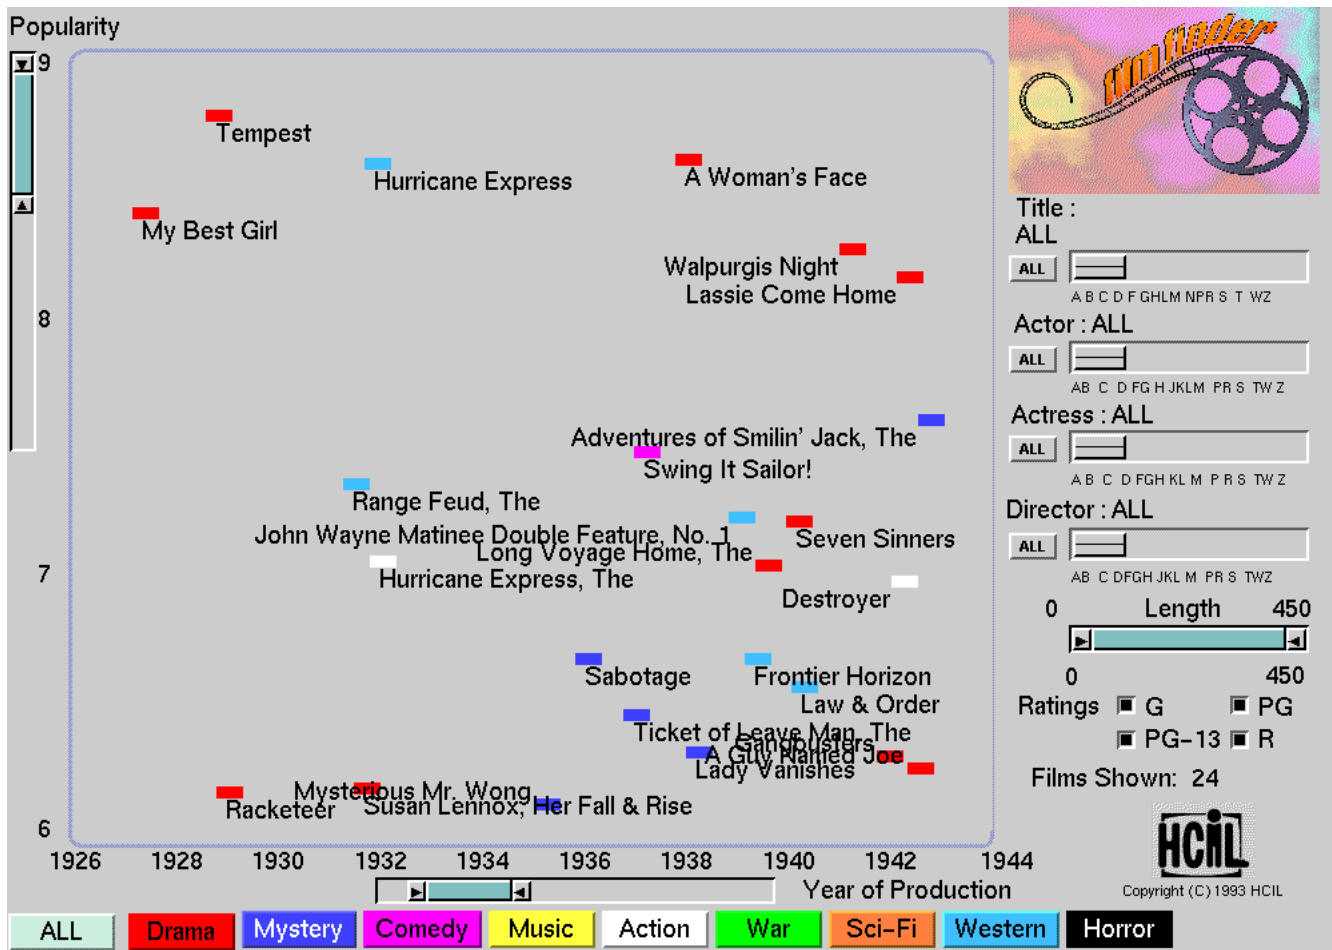 Popularity
film finder
9
Tempest
Hurricane Express
A Woman's Face
My Best Girl
Title :
ALL
Walpurgis Night
ALL
Lassie Come Home
A B C D F GHLM NPR S T WZ
8
Actor : ALL
ALL
AB C D FG H JKLM PR S TW Z
Actress : ALL
Adventures of Smilin' Jack, The
ALL
Swing It Sailor!
A B C D FGH KL M P R S TW Z
Range Feud, The
Director : ALL
John Wayne Matinee Double Feature, No. 1
Seven Sinners
ALL
Long Voyage Home, The
7
Hurricane Express, The
AB C DFGH JKL M PR S TWZ
Destroyer
0 Length 450
Sabotage
Frontier Horizon
0 450
Law & Order
Ratings G PG
Ticket of Leave Man, The
Gangbusters
PG-13 R
A Guy Named Joe
Lady Vanishes
Films Shown: 24
Mysterious Mr. Wong
Susan Lennox, Her Fall & Rise
Racketeer
6
HCIL
1926 1928 1930 1932 1934 1936 1938 1940 1942 1944
Year of Production
Copyright (C) 1993 HCIL
ALL Drama Mystery Comedy Music Action War Sci-Fi Western Horror